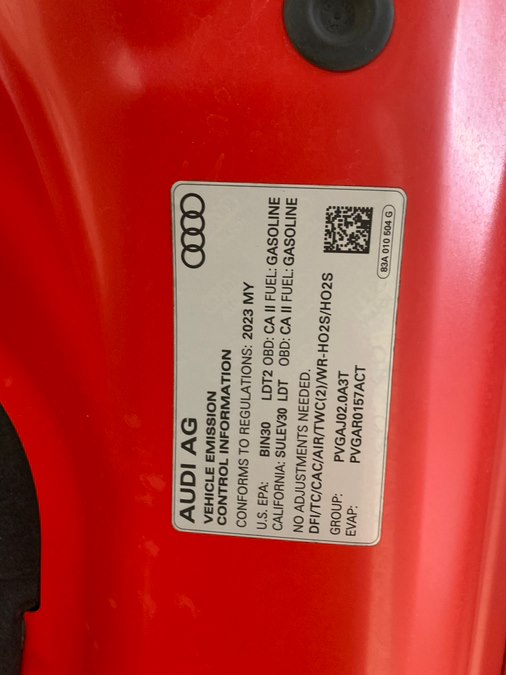 AUDI AG
VEHICLE EMISSION
CONTROL INFORMATION
CONFORMS TO REGULATIONS: 2023 MY
U.S. EPA: BIN30 LDT2 OBD: CA II FUEL: GASOLINE
CALIFORNIA: SULEV30 LDT OBD: CA II FUEL: GASOLINE
NO ADJUSTMENTS NEEDED.
DFI/TC/CAC/AIR/TWC(2)/WR-HO2S/HO2S
GROUP: PVGAJ02.0A3T
EVAP: PVGAR0157ACT
83A 010 504 G